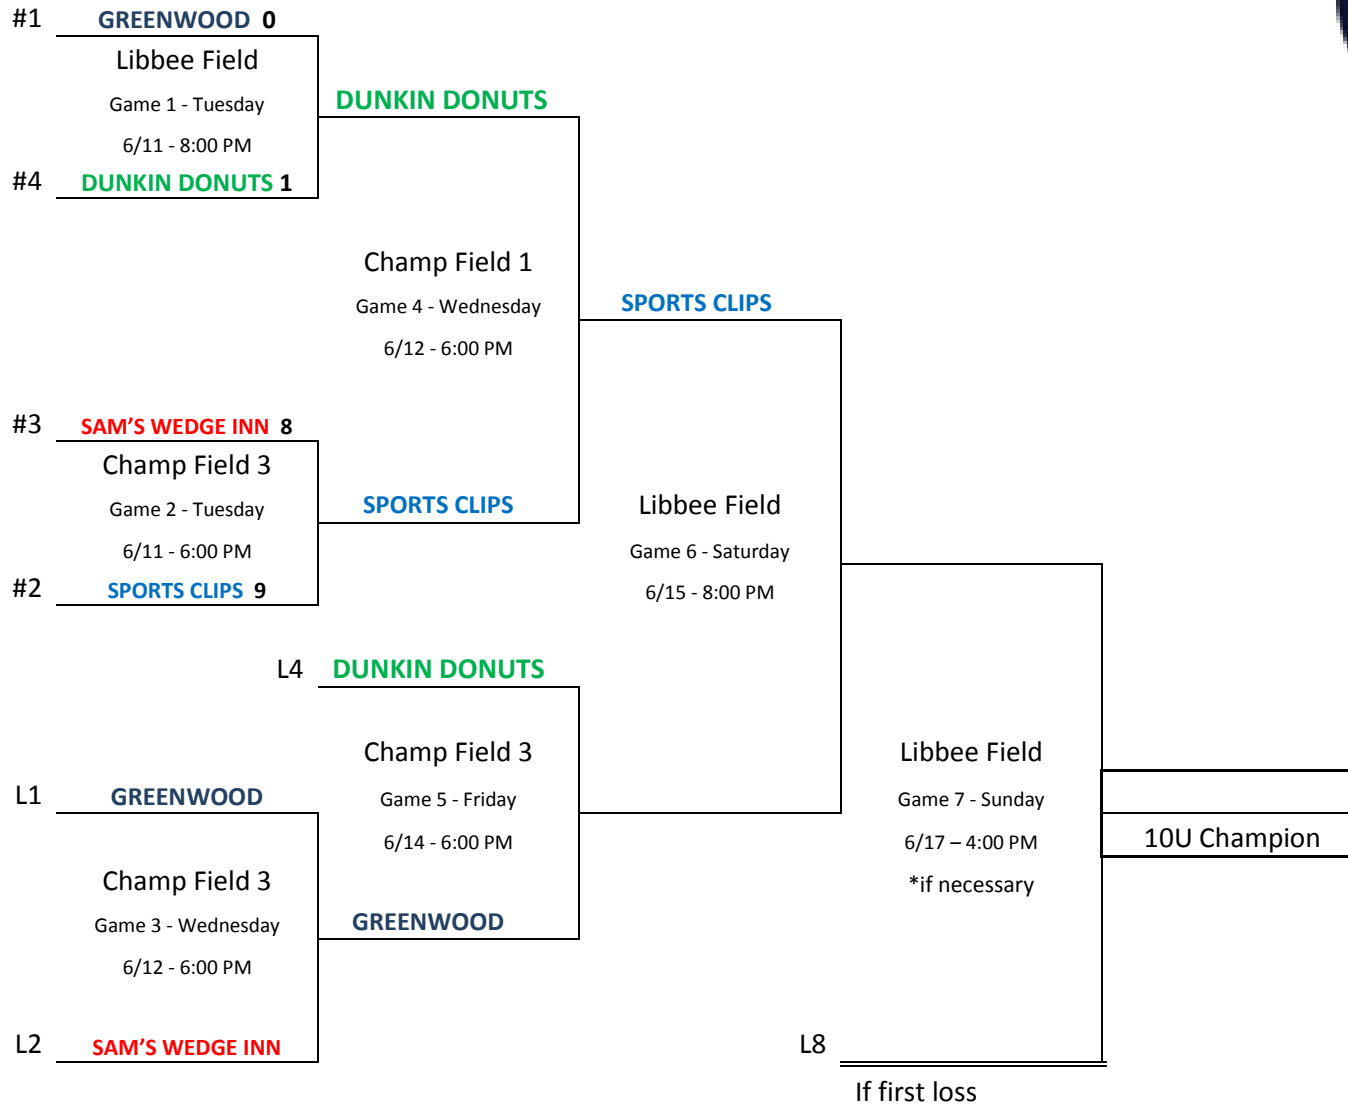 #1 GREENWOOD 0
Libbee Field
Game 1 - Tuesday
6/11 - 8:00 PM
#4 DUNKIN DONUTS 1
DUNKIN DONUTS
Champ Field 1
Game 4 - Wednesday
6/12 - 6:00 PM
SPORTS CLIPS
#3 SAM'S WEDGE INN 8
Champ Field 3
Game 2 - Tuesday
6/11 - 6:00 PM
#2 SPORTS CLIPS 9
SPORTS CLIPS
Libbee Field
Game 6 - Saturday
6/15 - 8:00 PM
L4 DUNKIN DONUTS
Champ Field 3
Game 5 - Friday
6/14 - 6:00 PM
L1 GREENWOOD
Champ Field 3
Game 3 - Wednesday
6/12 - 6:00 PM
L2 SAM'S WEDGE INN
GREENWOOD
Libbee Field
Game 7 - Sunday
6/17 – 4:00 PM
*if necessary
10U Champion
L8
If first loss